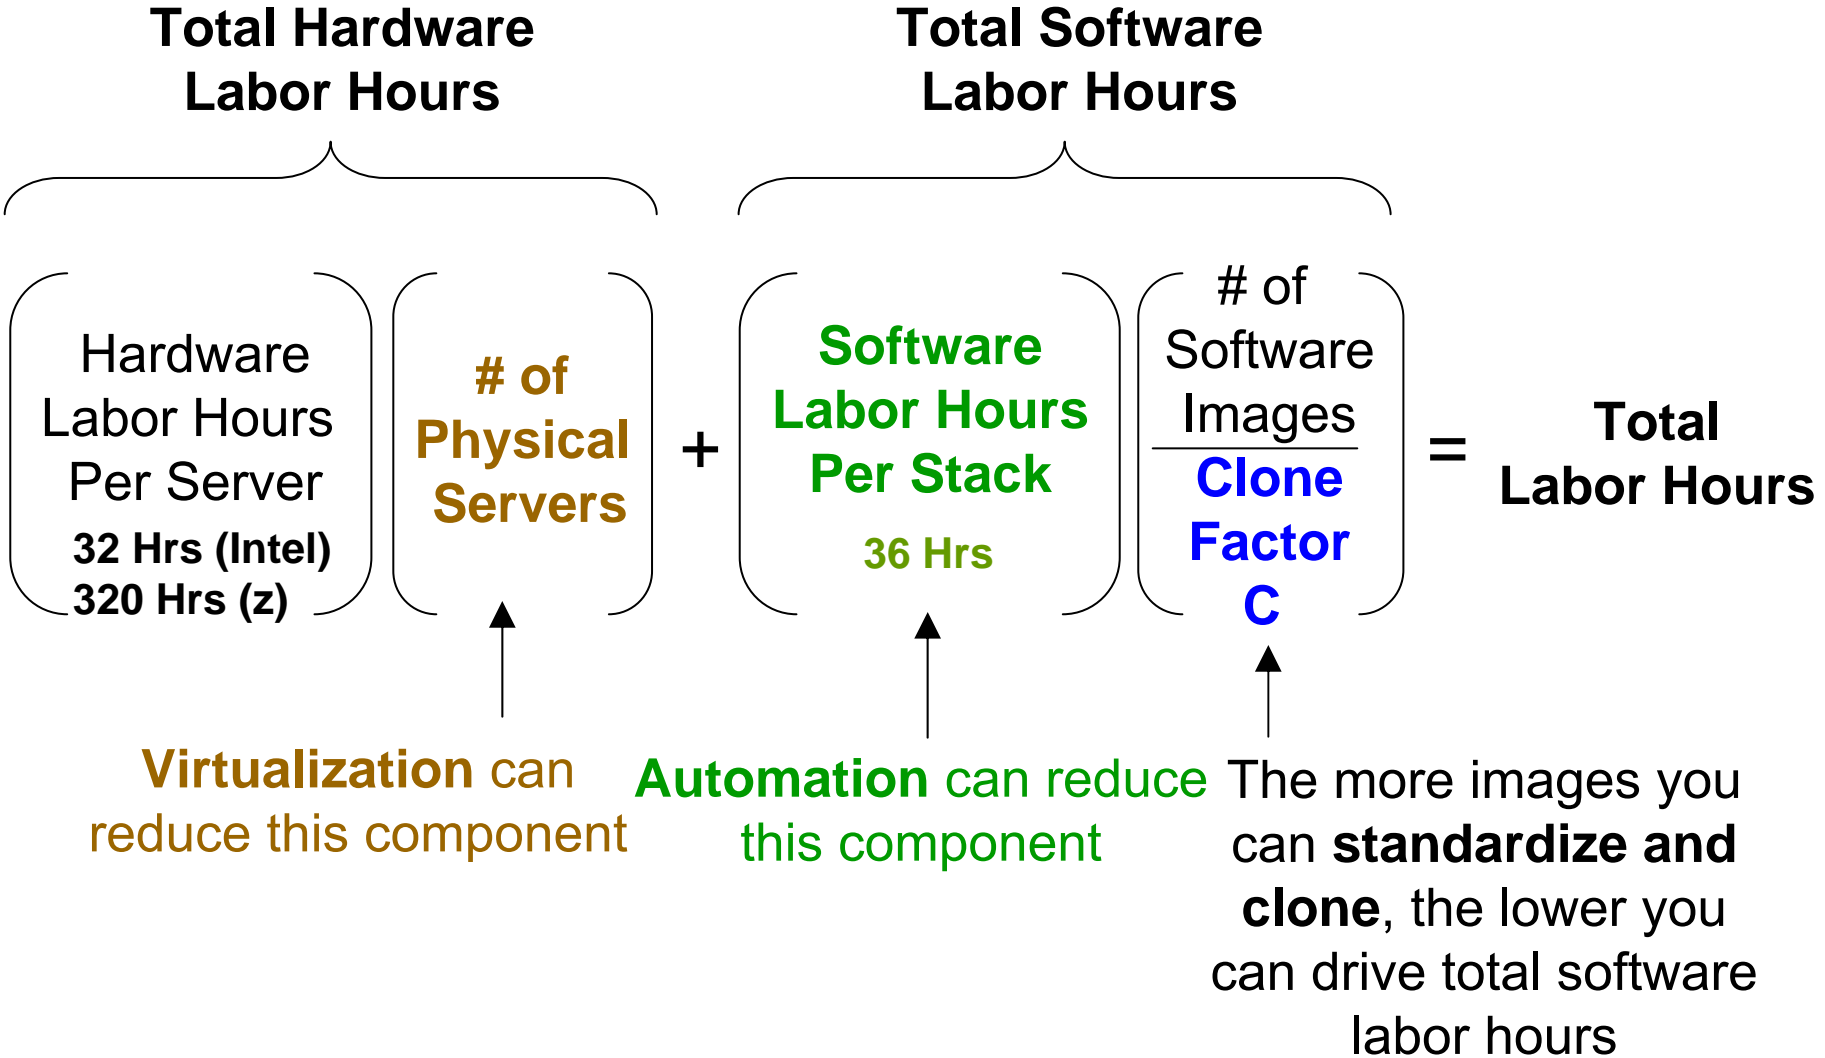 Total Hardware
Labor Hours
Total Software
Labor Hours
Hardware
Labor Hours
Per Server
32 Hrs (Intel)
320 Hrs (z)
# of
Physical
Servers
+
Software
Labor Hours
Per Stack
36 Hrs
# of
Software
Images
Clone
Factor
C
=
Total
Labor Hours
Virtualization can
reduce this component
Automation can reduce
this component
The more images you
can standardize and
clone, the lower you
can drive total software
labor hours